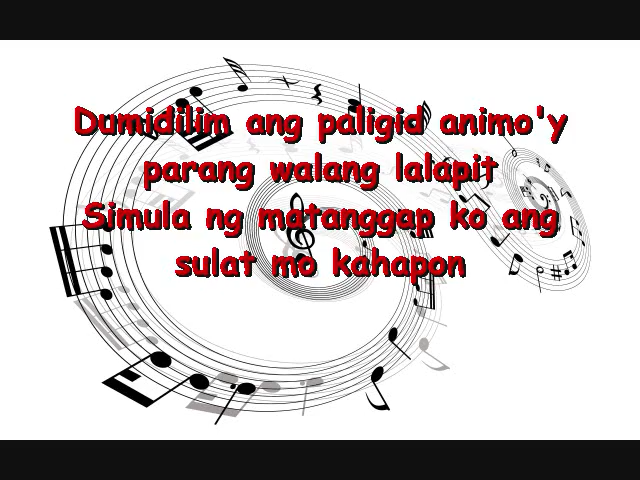 Dumidilim ang paligid animo'y
parang walang lalapit
Simula ng matanggap ko ang
sulat mo kahapon